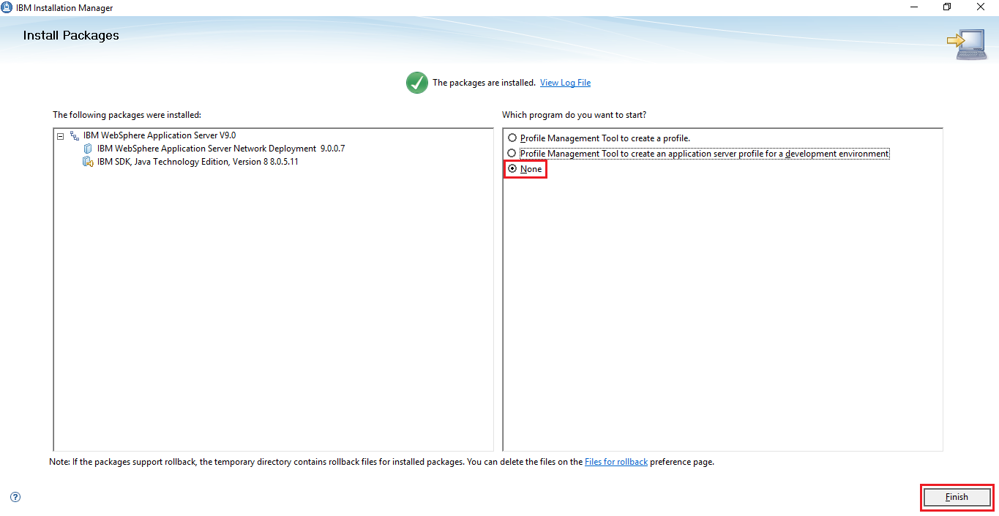 IBM Installation Manager
Install Packages
The packages are installed. View Log File
The following packages were installed:
IBM WebSphere Application Server V9.0
IBM WebSphere Application Server Network Deployment 9.0.0.7
IBM SDK, Java Technology Edition, Version 8 8.0.5.11
Which program do you want to start?
Profile Management Tool to create a profile.
Profile Management Tool to create an application server profile for a development environment
None
Note: If the packages support rollback, the temporary directory contains rollback files for installed packages. You can delete the files on the Files for rollback preference page.
?
Finish